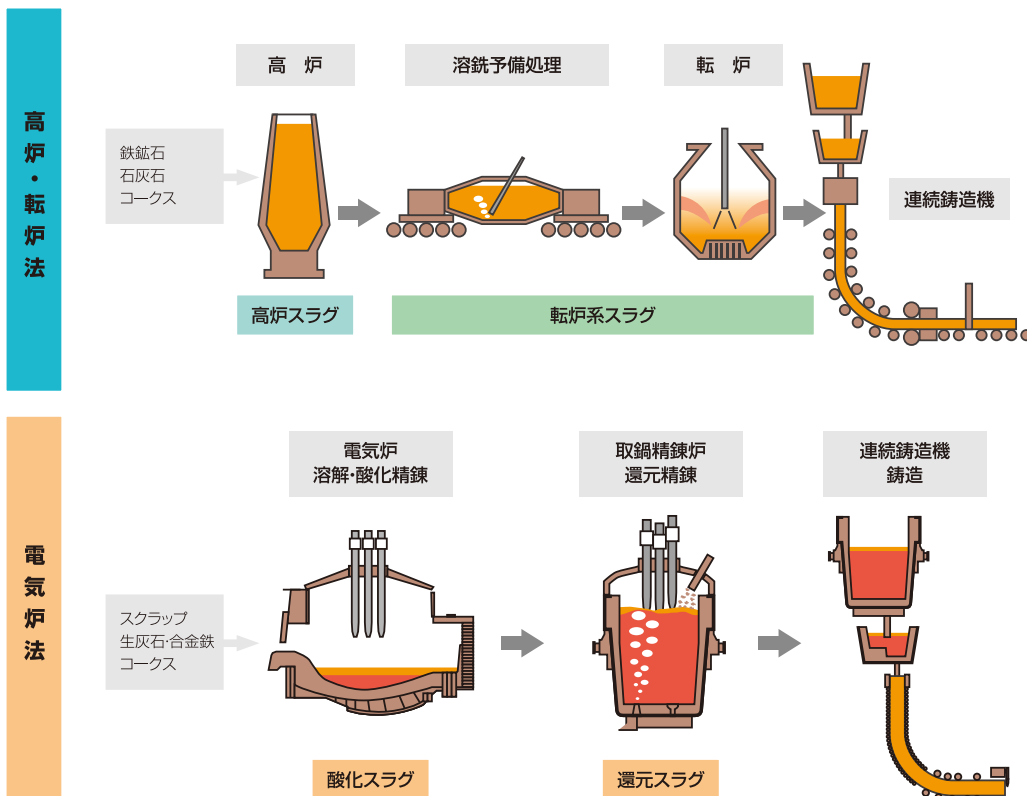 高炉・転炉法
高 炉
溶銑予備処理
転 炉
鉄鉱石
石灰石
コークス
連続鋳造機
高炉スラグ
転炉系スラグ
電気炉法
電気炉
溶解・酸化精錬
取鍋精錬炉
還元精錬
連続鋳造機
鋳造
スクラップ
生灰石・合金鉄
コークス
酸化スラグ
還元スラグ